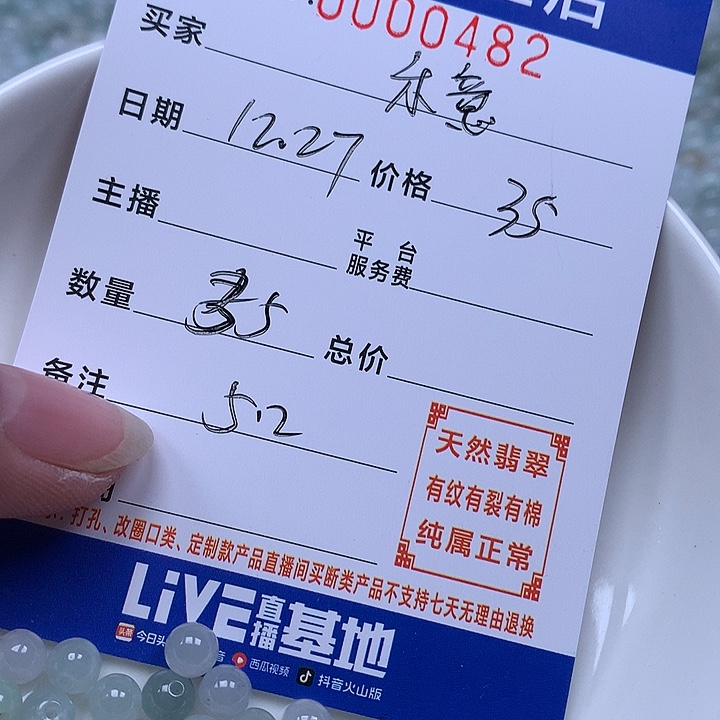 0000482
买家
日期 12.27 价格 35
主播 平台
服务费
数量 35 总价
备注 5.12
天然翡翠
有纹有裂有棉
纯属正常
打孔、改圈口类、定制款产品直播间买断类产品不支持七天无理由退换
LiVE直播基地
头条 今日头 音 西瓜视频 抖音火山版